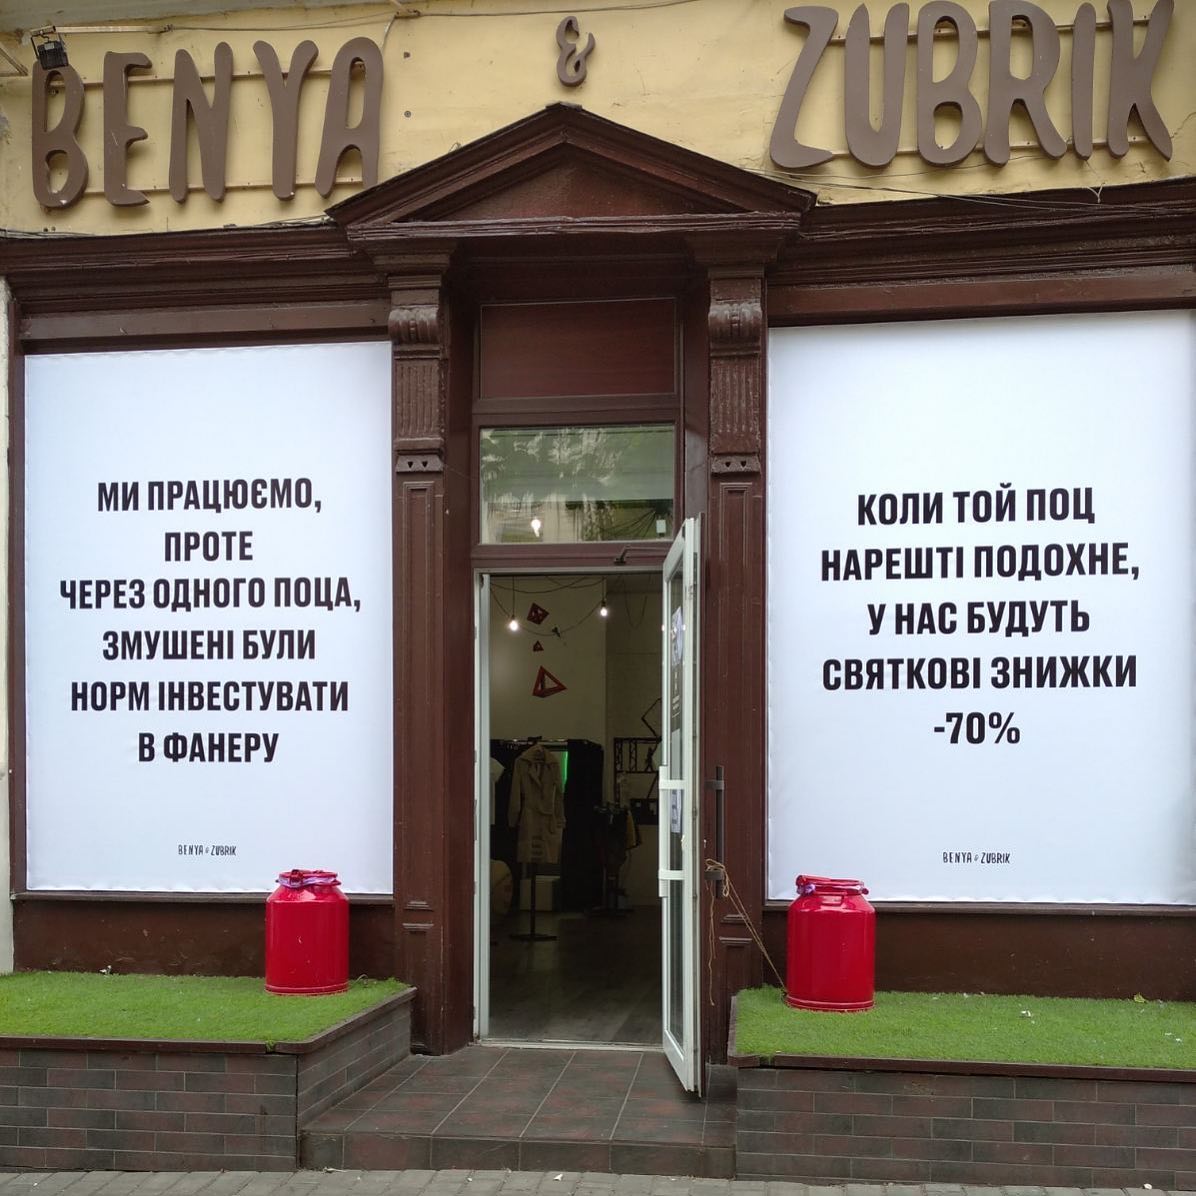 BENYA & ZUBRIK
МИ ПРАЦЮЄМО,
ПРОТЕ
ЧЕРЕЗ ОДНОГО ПОЦА,
ЗМУШЕНІ БУЛИ
НОРМ ІНВЕСТУВАТИ
В ФАНЕРУ
BENYA & ZUBRIK
КОЛИ ТОЙ ПОЦ
НАРЕШТІ ПОДОХНЕ,
У НАС БУДУТЬ
СВЯТКОВІ ЗНИЖКИ
-70%
BENYA & ZUBRIK